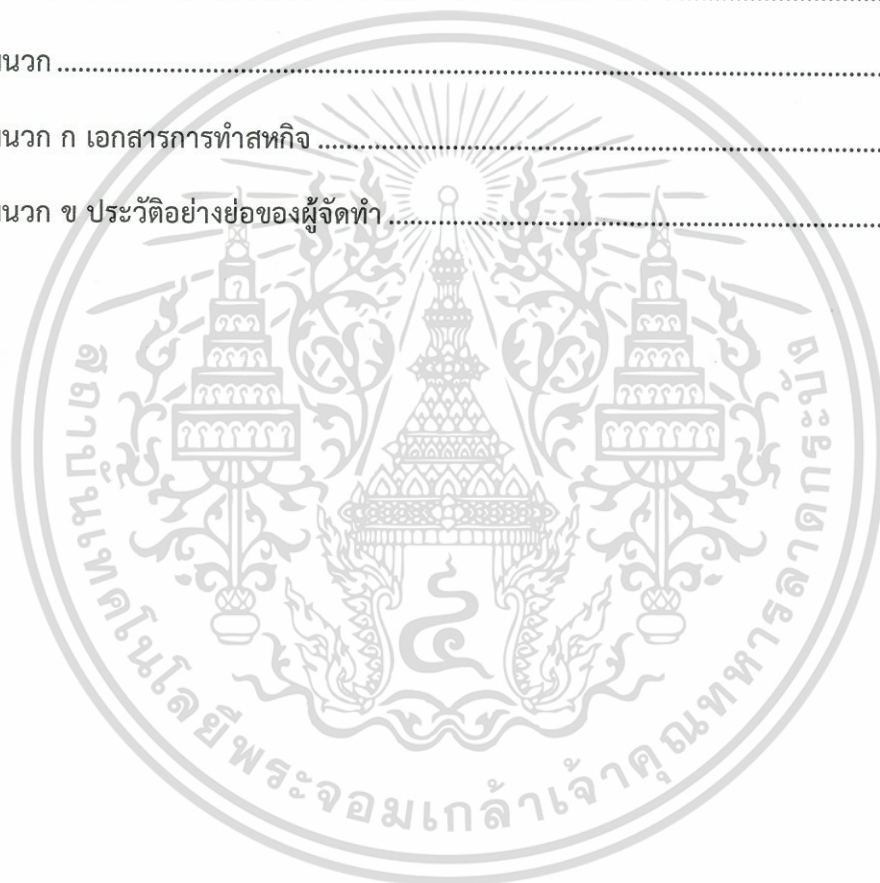 นวก ........................................................................................................
นวก ก เอกสารการทำสหกิจ ................................................................
นวก ข ประวัติอย่างย่อของผู้จัดทำ ......................................................
สถาบันเทคโนโลยีพระจอมเกล้าเจ้าคุณทหารลาดกระบัง